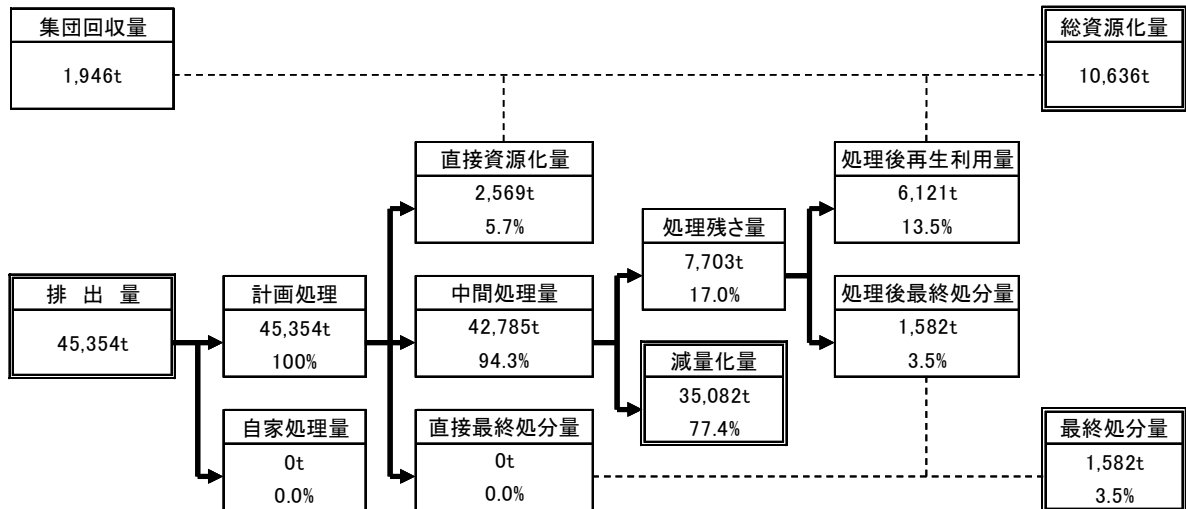 集団回収量
1,946t
総資源化量
10,636t
直接資源化量
2,569t
5.7%
処理後再生利用量
6,121t
13.5%
処理残さ量
7,703t
17.0%
排 出 量
45,354t
計画処理
45,354t
100%
中間処理量
42,785t
94.3%
処理後最終処分量
1,582t
3.5%
減量化量
35,082t
77.4%
自家処理量
0t
0.0%
直接最終処分量
0t
0.0%
最終処分量
1,582t
3.5%